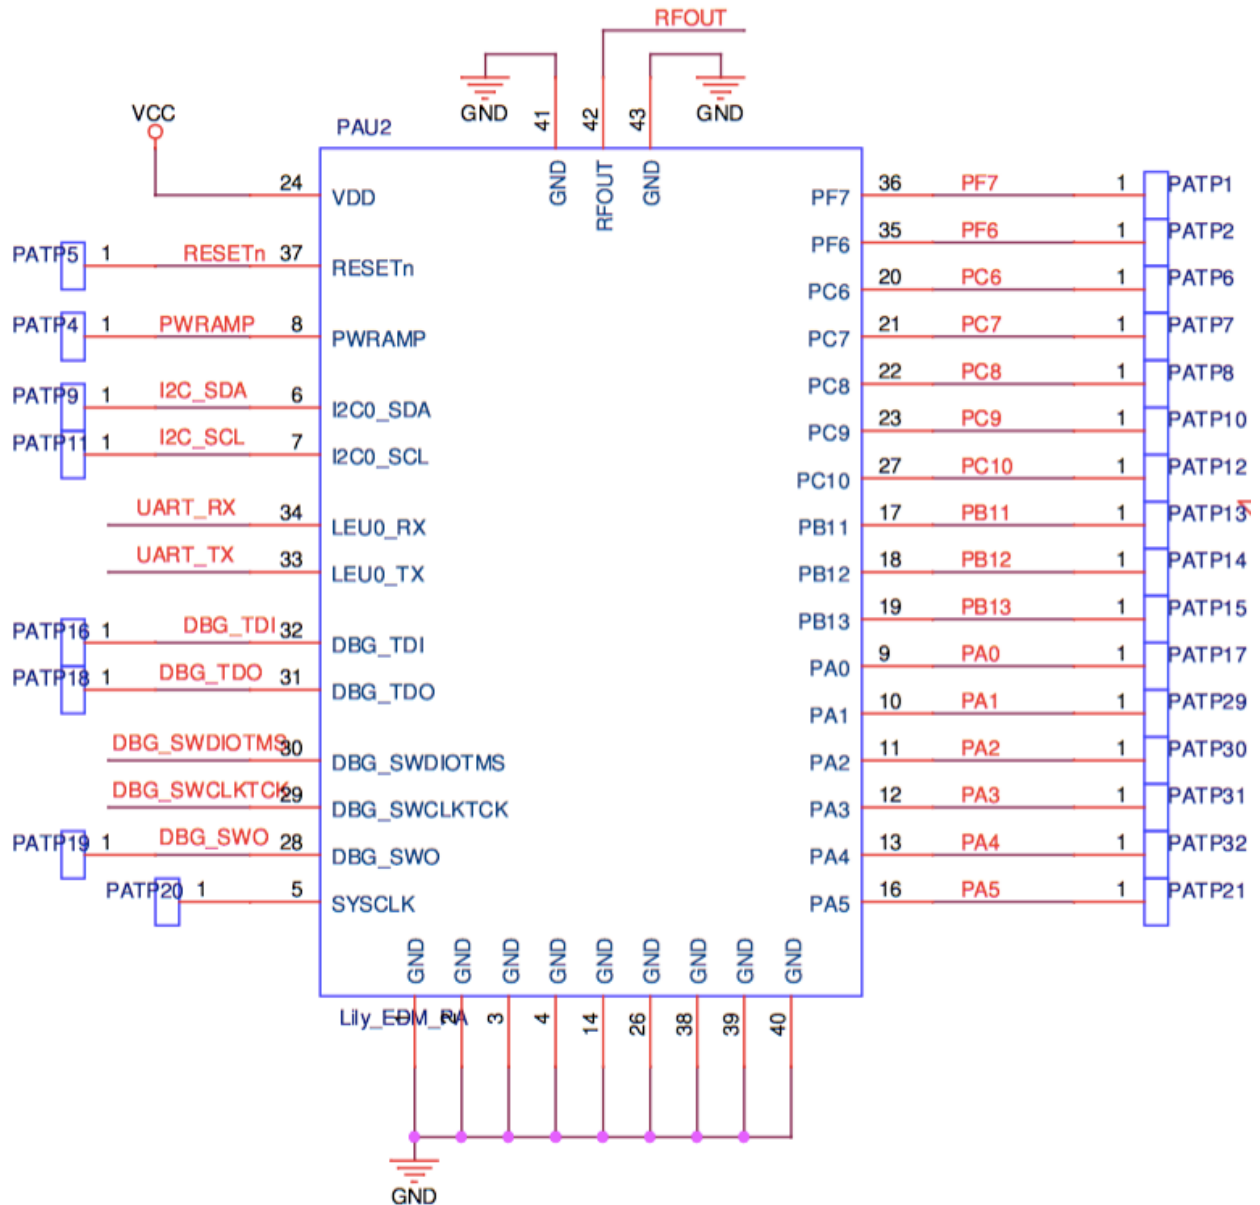 RFOUT
GND 41 42 43 GND
VCC
PAU2
24 VDD GND RFOUT GND PF7 36 PF7 1 PATP1
PF6 35 PF6 1 PATP2
PATP5 1 RESETn 37 RESETn PC6 20 PC6 1 PATP6
PATP4 1 PWRAMP 8 PWRAMP PC7 21 PC7 1 PATP7
PC8 22 PC8 1 PATP8
PATP9 1 I2C_SDA 6 I2C0_SDA PC9 23 PC9 1 PATP10
PATP11 1 I2C_SCL 7 I2C0_SCL PC10 27 PC10 1 PATP12
UART_RX 34 LEU0_RX PB11 17 PB11 1 PATP13
UART_TX 33 LEU0_TX PB12 18 PB12 1 PATP14
PB13 19 PB13 1 PATP15
PATP16 1 DBG_TDI 32 DBG_TDI PA0 9 PA0 1 PATP17
PATP18 1 DBG_TDO 31 DBG_TDO PA1 10 PA1 1 PATP29
DBG_SWDIOTMS 30 DBG_SWDIOTMS PA2 11 PA2 1 PATP30
DBG_SWCLKTCK 29 DBG_SWCLKTCK PA3 12 PA3 1 PATP31
PATP19 1 DBG_SWO 28 DBG_SWO PA4 13 PA4 1 PATP32
PATP20 1 5 SYSCLK PA5 16 PA5 1 PATP21
GND GND GND GND GND GND GND GND GND
Lily_EDM_RA
1 2 3 4 14 26 38 39 40
GND